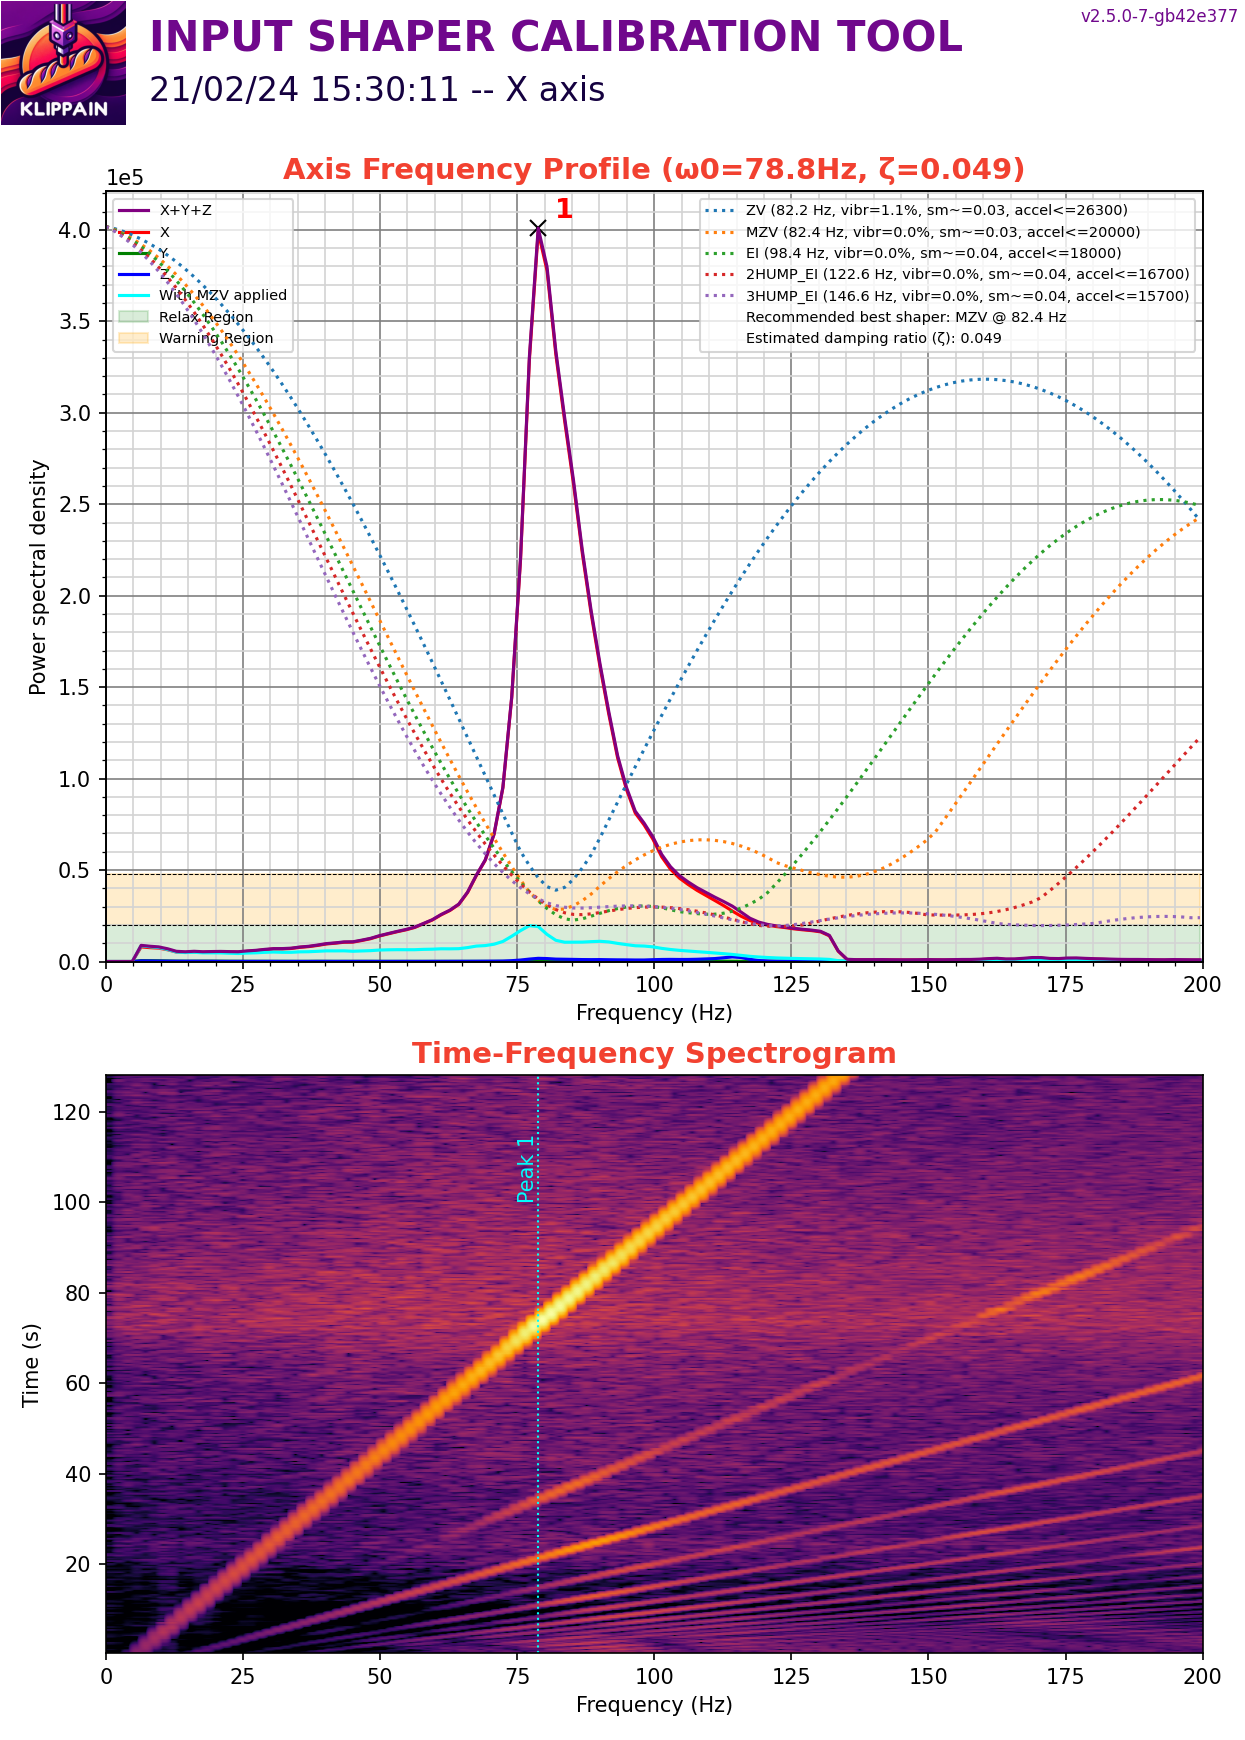 v2.5.0-7-gb42e377
INPUT SHAPER CALIBRATION TOOL
21/02/24 15:30:11 -- X axis
KLIPPAIN
Axis Frequency Profile (ω0=78.8Hz, ζ=0.049)
1e5
1
X+Y+Z
X
Y
Z
With MZV applied
Relax Region
Warning Region
ZV (82.2 Hz, vibr=1.1%, sm~=0.03, accel<=26300)
MZV (82.4 Hz, vibr=0.0%, sm~=0.03, accel<=20000)
EI (98.4 Hz, vibr=0.0%, sm~=0.04, accel<=18000)
2HUMP_EI (122.6 Hz, vibr=0.0%, sm~=0.04, accel<=16700)
3HUMP_EI (146.6 Hz, vibr=0.0%, sm~=0.04, accel<=15700)
Recommended best shaper: MZV @ 82.4 Hz
Estimated damping ratio (ζ): 0.049
Power spectral density
4.0
3.5
3.0
2.5
2.0
1.5
1.0
0.5
0.0
0 25 50 75 100 125 150 175 200
Frequency (Hz)
Time-Frequency Spectrogram
Peak 1
Time (s)
120
100
80
60
40
20
0 25 50 75 100 125 150 175 200
Frequency (Hz)